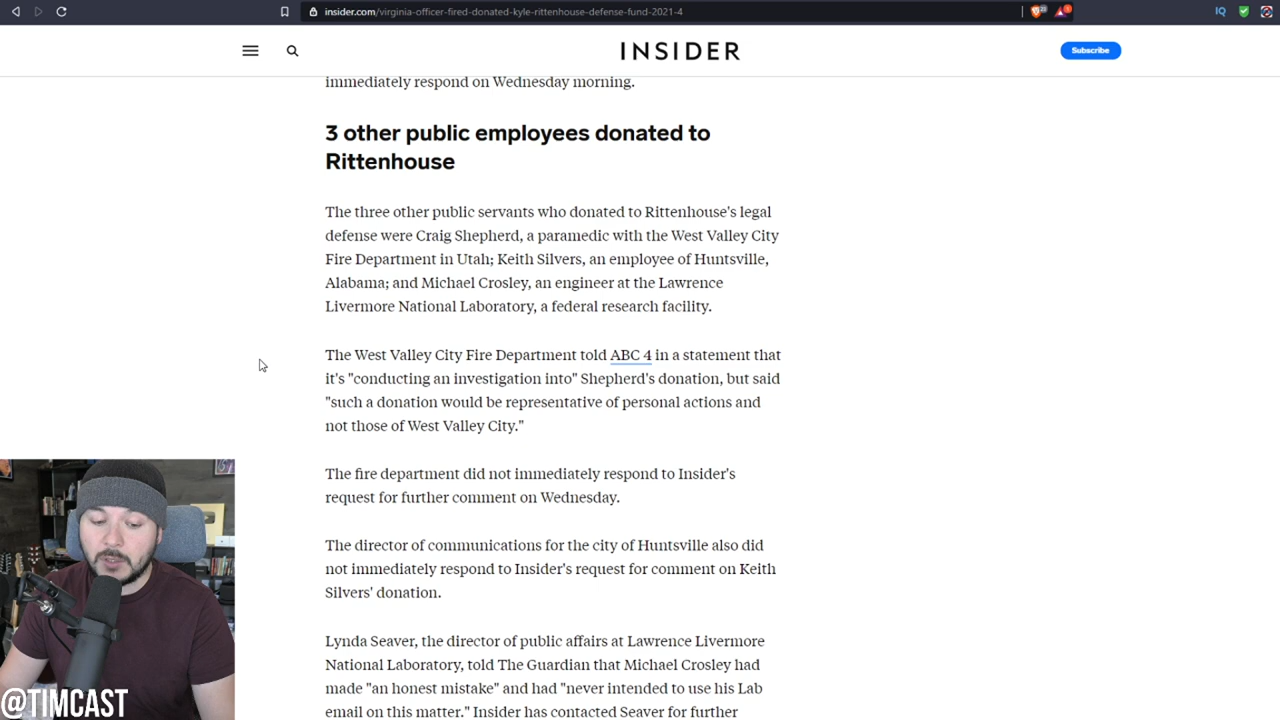 insider.com/virginia-officer-fired-donated-kyle-rittenhouse-defense-fund-2021-4
IQ
INSIDER
Subscribe
immediately respond on Wednesday morning.
3 other public employees donated to
Rittenhouse
The three other public servants who donated to Rittenhouse's legal
defense were Craig Shepherd, a paramedic with the West Valley City
Fire Department in Utah; Keith Silvers, an employee of Huntsville,
Alabama; and Michael Crosley, an engineer at the Lawrence
Livermore National Laboratory, a federal research facility.
The West Valley City Fire Department told ABC 4 in a statement that
it's "conducting an investigation into" Shepherd's donation, but said
"such a donation would be representative of personal actions and
not those of West Valley City."
The fire department did not immediately respond to Insider's
request for further comment on Wednesday.
The director of communications for the city of Huntsville also did
not immediately respond to Insider's request for comment on Keith
Silvers' donation.
Lynda Seaver, the director of public affairs at Lawrence Livermore
National Laboratory, told The Guardian that Michael Crosley had
made "an honest mistake" and had "never intended to use his Lab
email on this matter." Insider has contacted Seaver for further
@TIMCAST